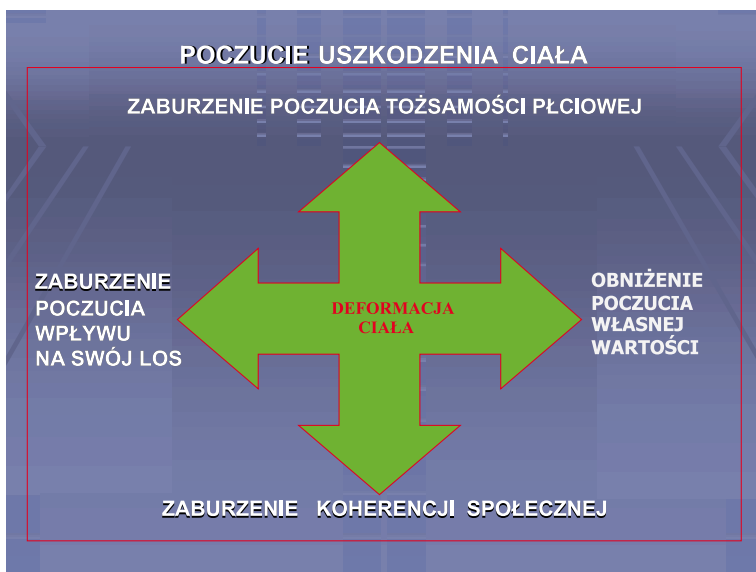 POCZUCIE USZKODZENIA CIAŁA
ZABURZENIE POCZUCIA TOŻSAMOŚCI PŁCIOWEJ
ZABURZENIE
POCZUCIA
WPŁYWU
NA SWÓJ LOS
DEFORMACJA
CIAŁA
OBNIŻENIE
POCZUCIA
WŁASNEJ
WARTOŚCI
ZABURZENIE KOHERENCJI SPOŁECZNEJ